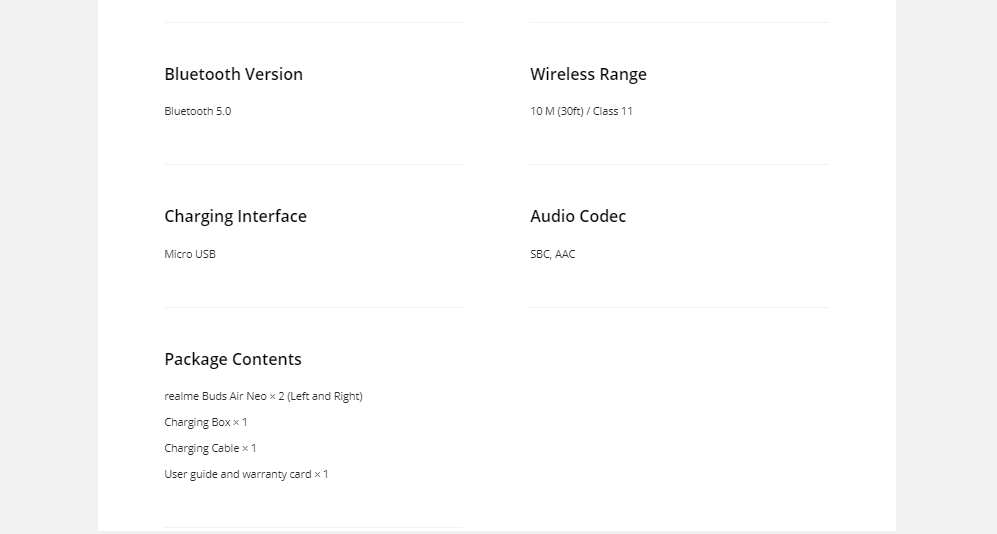 Bluetooth Version
Bluetooth 5.0
Wireless Range
10 M (30ft) / Class 11
Charging Interface
Micro USB
Audio Codec
SBC, AAC
Package Contents
realme Buds Air Neo × 2 (Left and Right)
Charging Box × 1
Charging Cable × 1
User guide and warranty card × 1